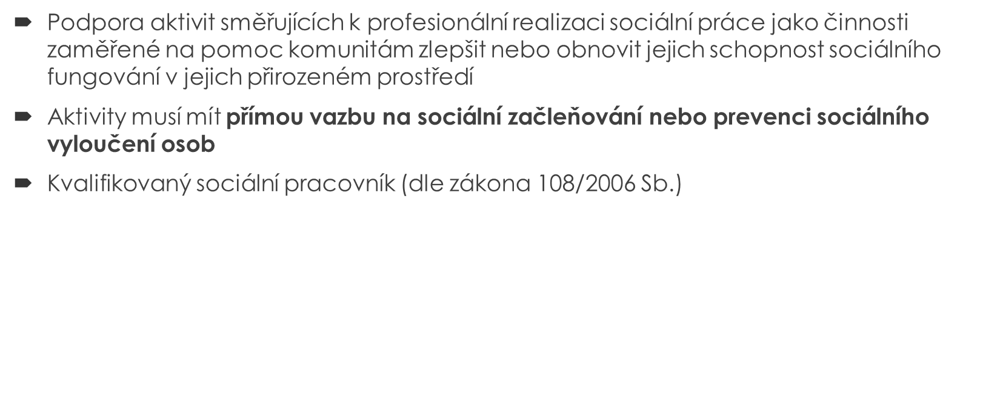 Podpora aktivit směřujících k profesionální realizaci sociální práce jako činnosti
zaměřené na pomoc komunitám zlepšit nebo obnovit jejich schopnost sociálního
fungování v jejich přirozeném prostředí
Aktivity musí mít přímou vazbu na sociální začleňování nebo prevenci sociálního
vyloučení osob
Kvalifikovaný sociální pracovník (dle zákona 108/2006 Sb.)